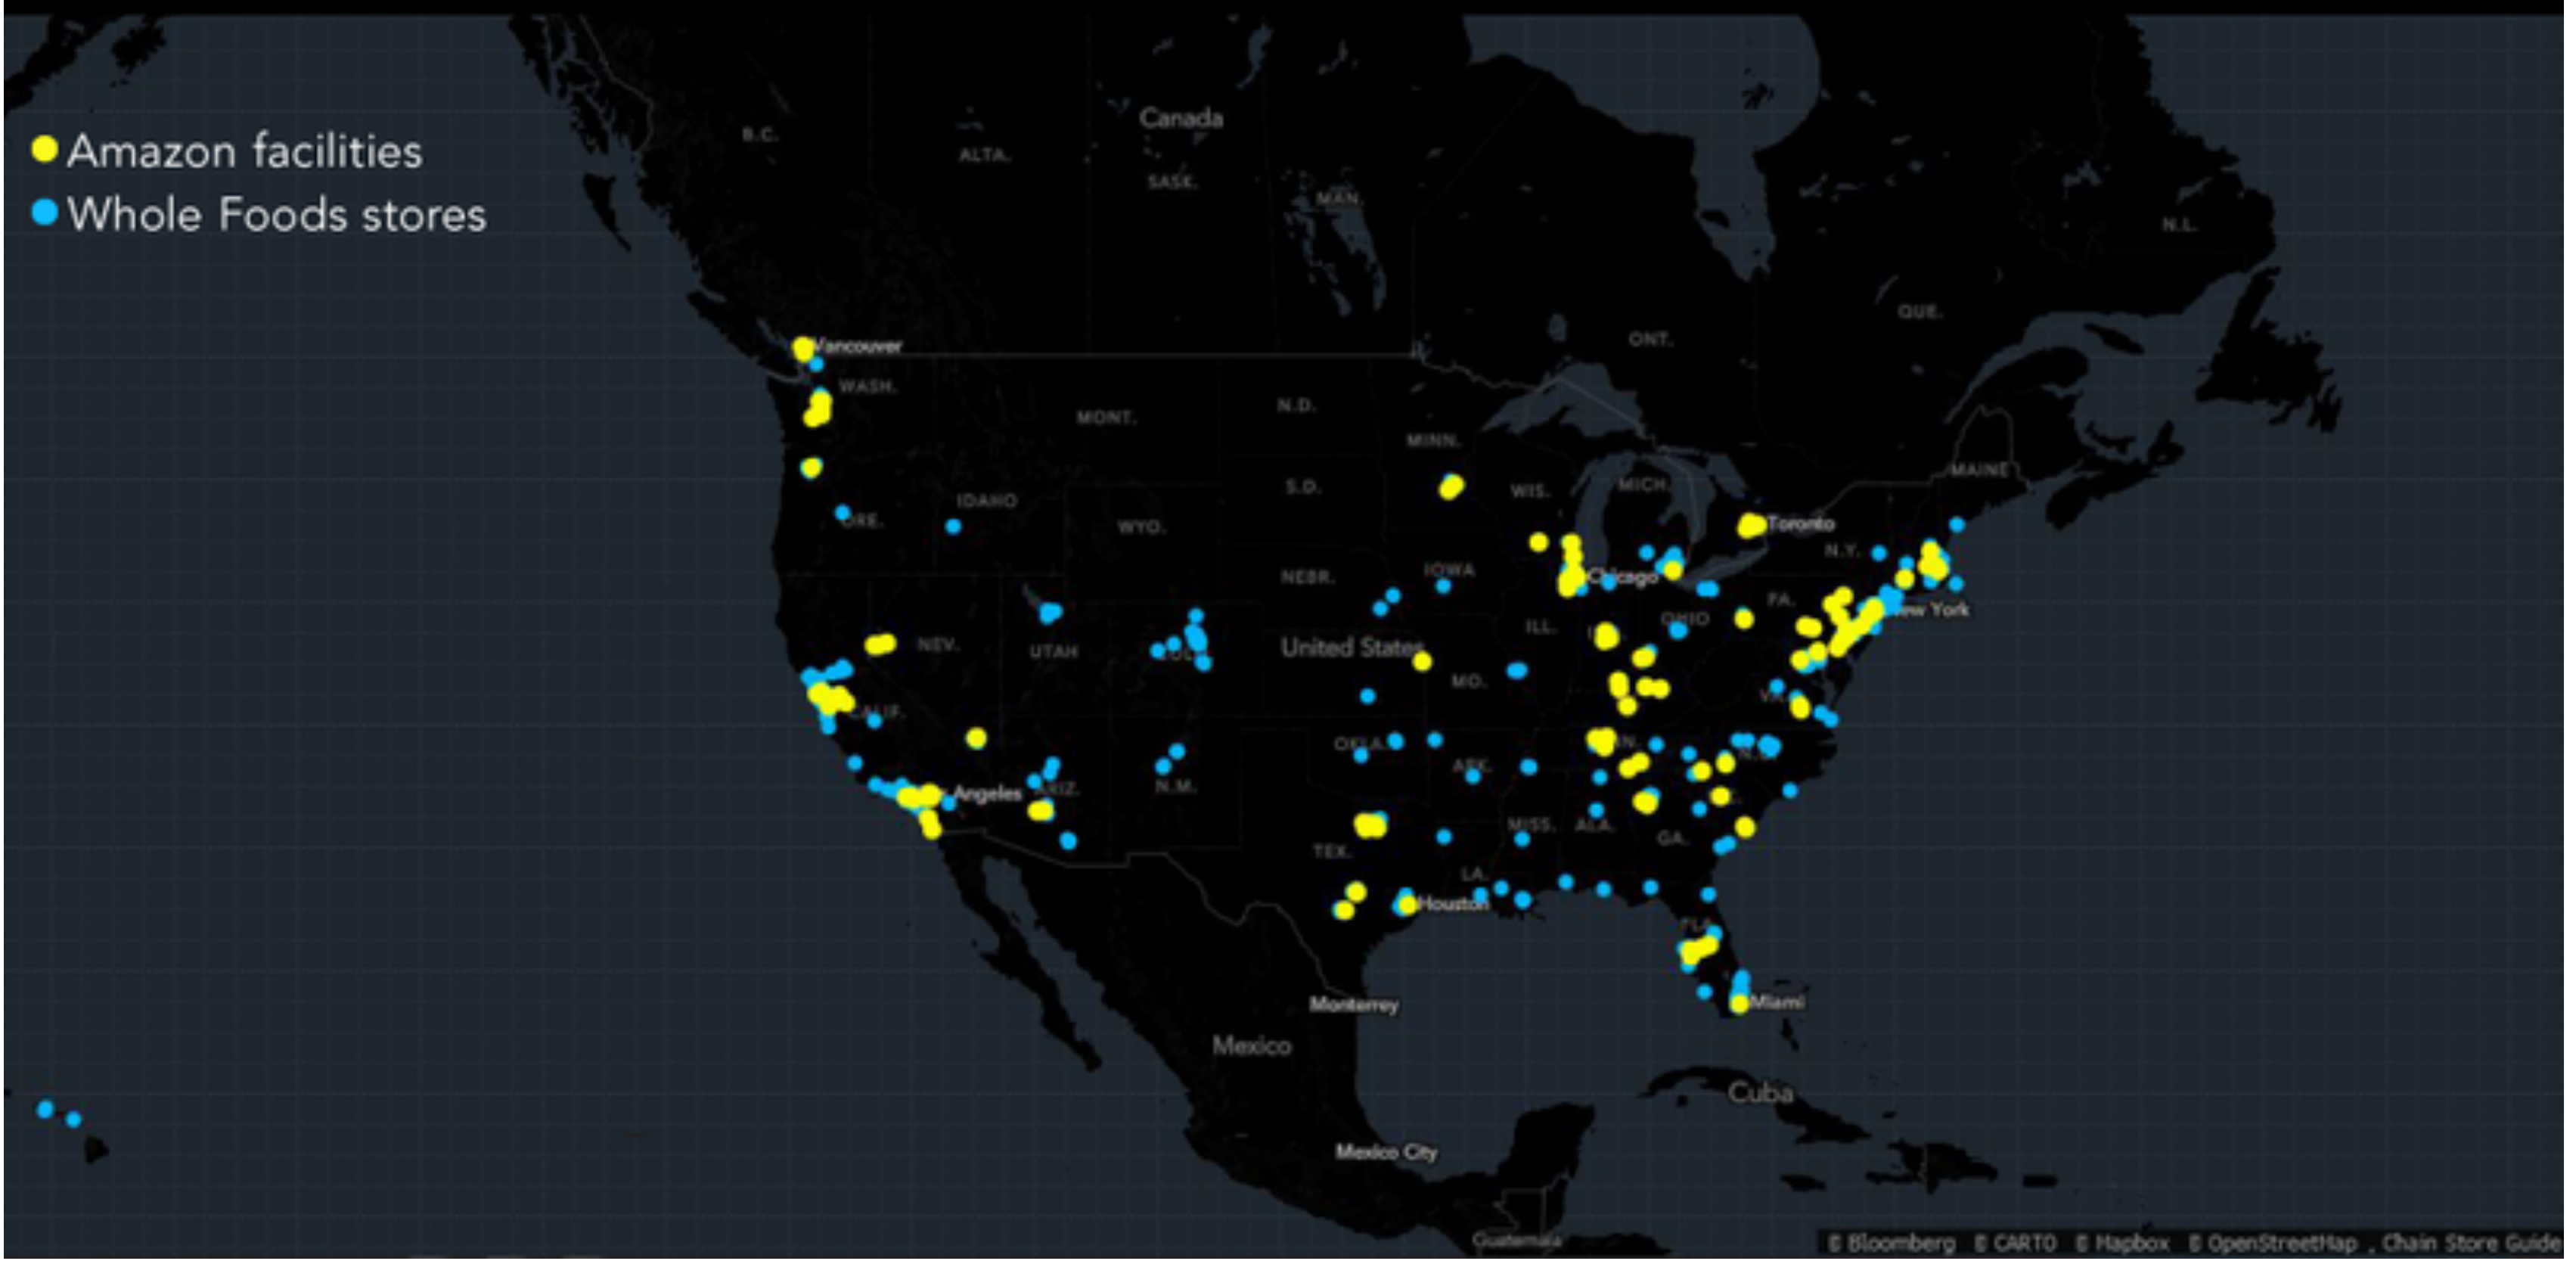 Amazon facilities
Whole Foods stores
Canada
B.C.
ALTA.
SASK.
MAN.
N.L.
QUE.
ONT.
Vancouver
WASH.
MONT.
N.D.
MINN.
MAINE
S.D.
WIS.
MICH.
IDAHO
ORE.
WYO.
Toronto
N.Y.
IOWA
NEBR.
Chicago
PA.
New York
OHIO
ILL.
NEV.
UTAH
United States
MO.
VA.
CALIF.
OKLA.
ARK.
N.C.
Angeles
ARIZ.
N.M.
MISS.
ALA.
GA.
TEX.
LA.
Houston
FLA.
Monterrey
Miami
Mexico
Cuba
Mexico City
Guatemala
© Bloomberg © CARTO © Mapbox © OpenStreetMap , Chain Store Guide